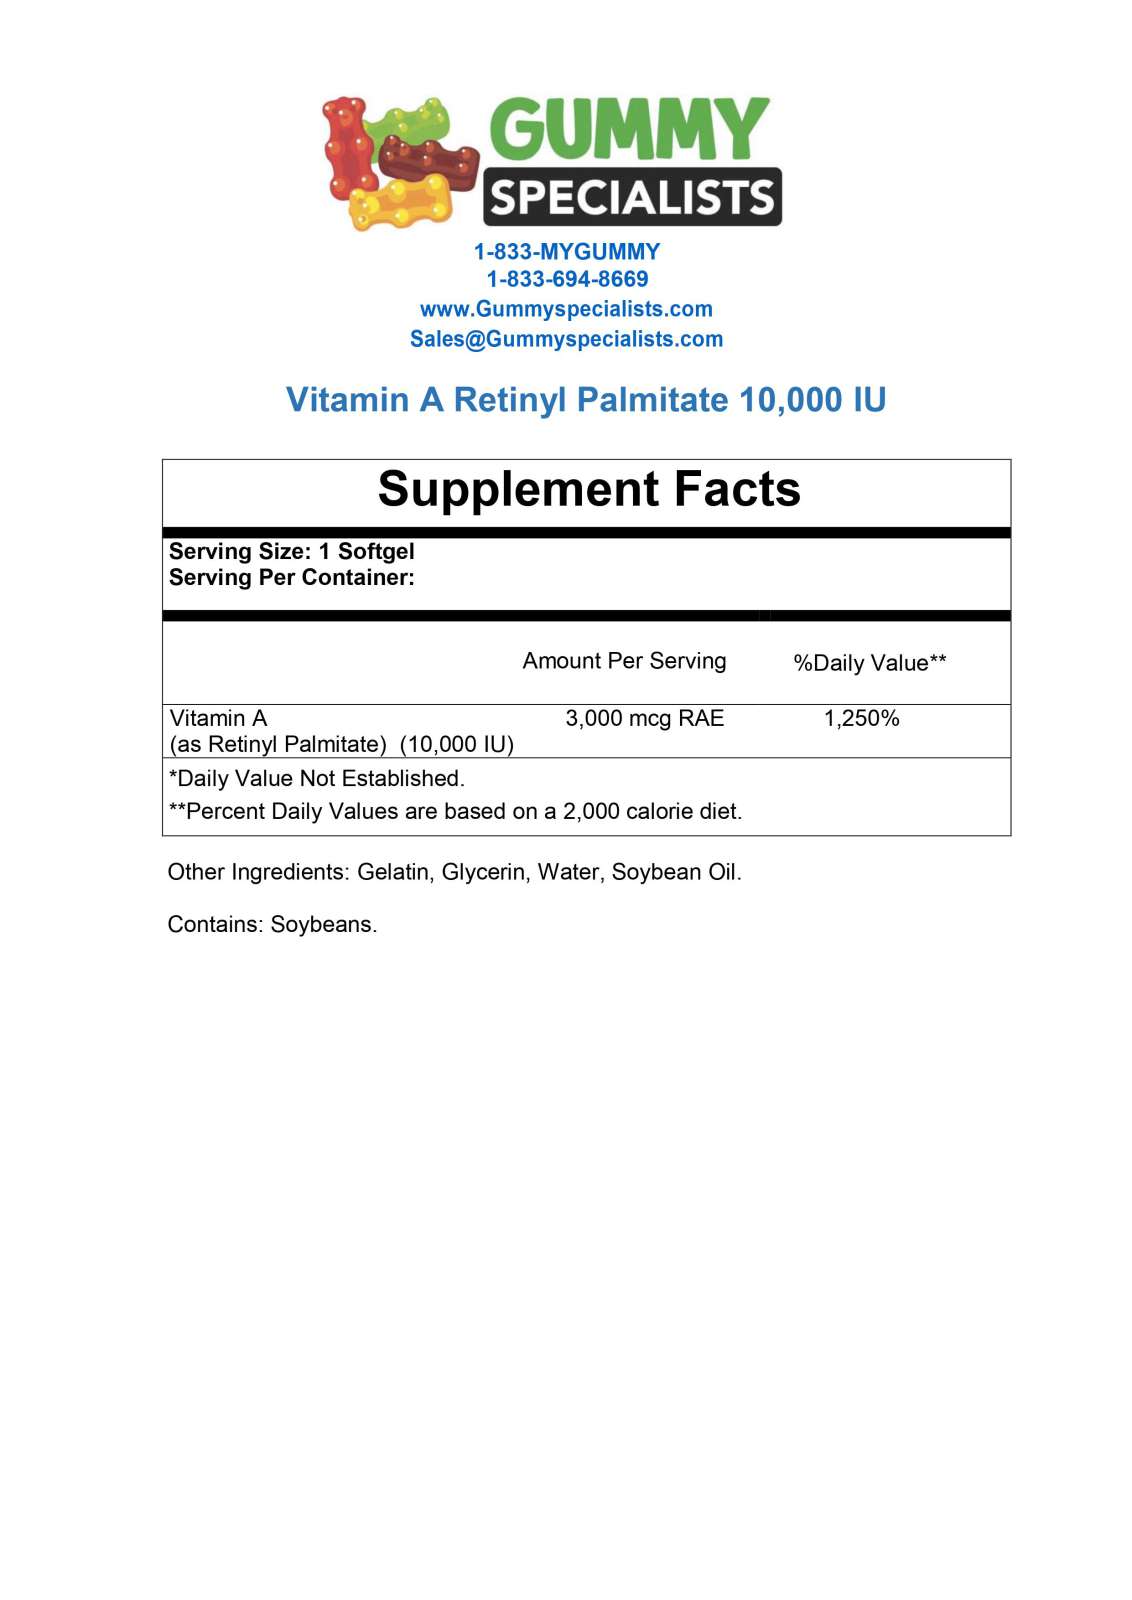 GUMMY
SPECIALISTS
1-833-MYGUMMY
1-833-694-8669
www.Gummyspecialists.com
Sales@Gummyspecialists.com
Vitamin A Retinyl Palmitate 10,000 IU
Supplement Facts
Serving Size: 1 Softgel
Serving Per Container:
Amount Per Serving %Daily Value**
Vitamin A 3,000 mcg RAE 1,250%
(as Retinyl Palmitate) (10,000 IU)
*Daily Value Not Established.
**Percent Daily Values are based on a 2,000 calorie diet.
Other Ingredients: Gelatin, Glycerin, Water, Soybean Oil.
Contains: Soybeans.